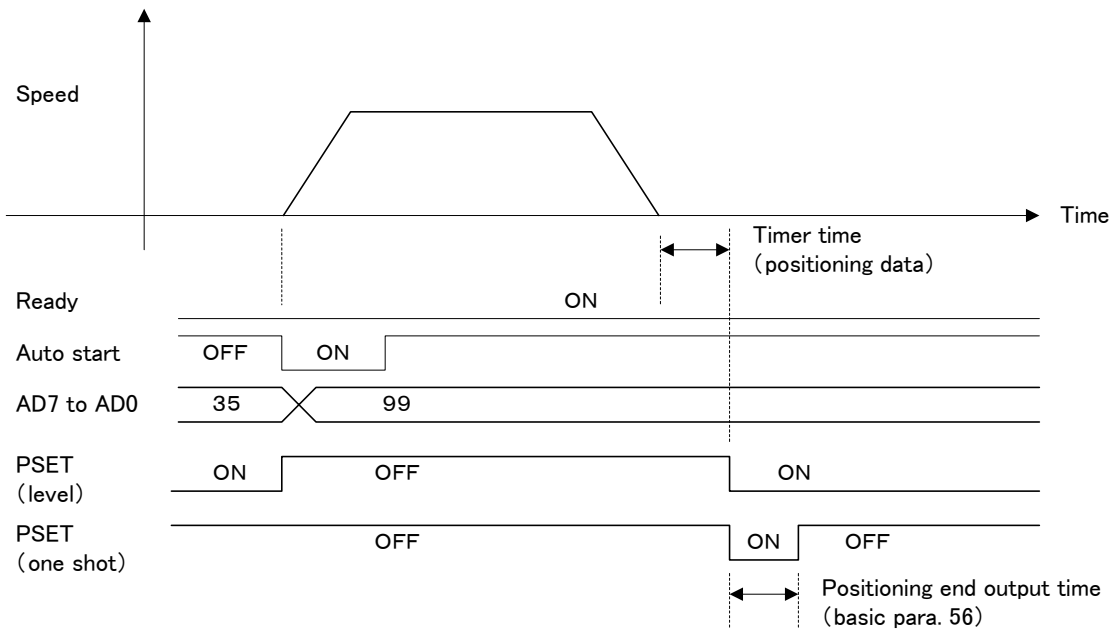 Speed
Time
Timer time
(positioning data)
Ready
ON
Auto start
OFF
ON
AD7 to AD0
35
99
PSET
(level)
ON
OFF
ON
PSET
(one shot)
OFF
ON
OFF
Positioning end output time
(basic para. 56)